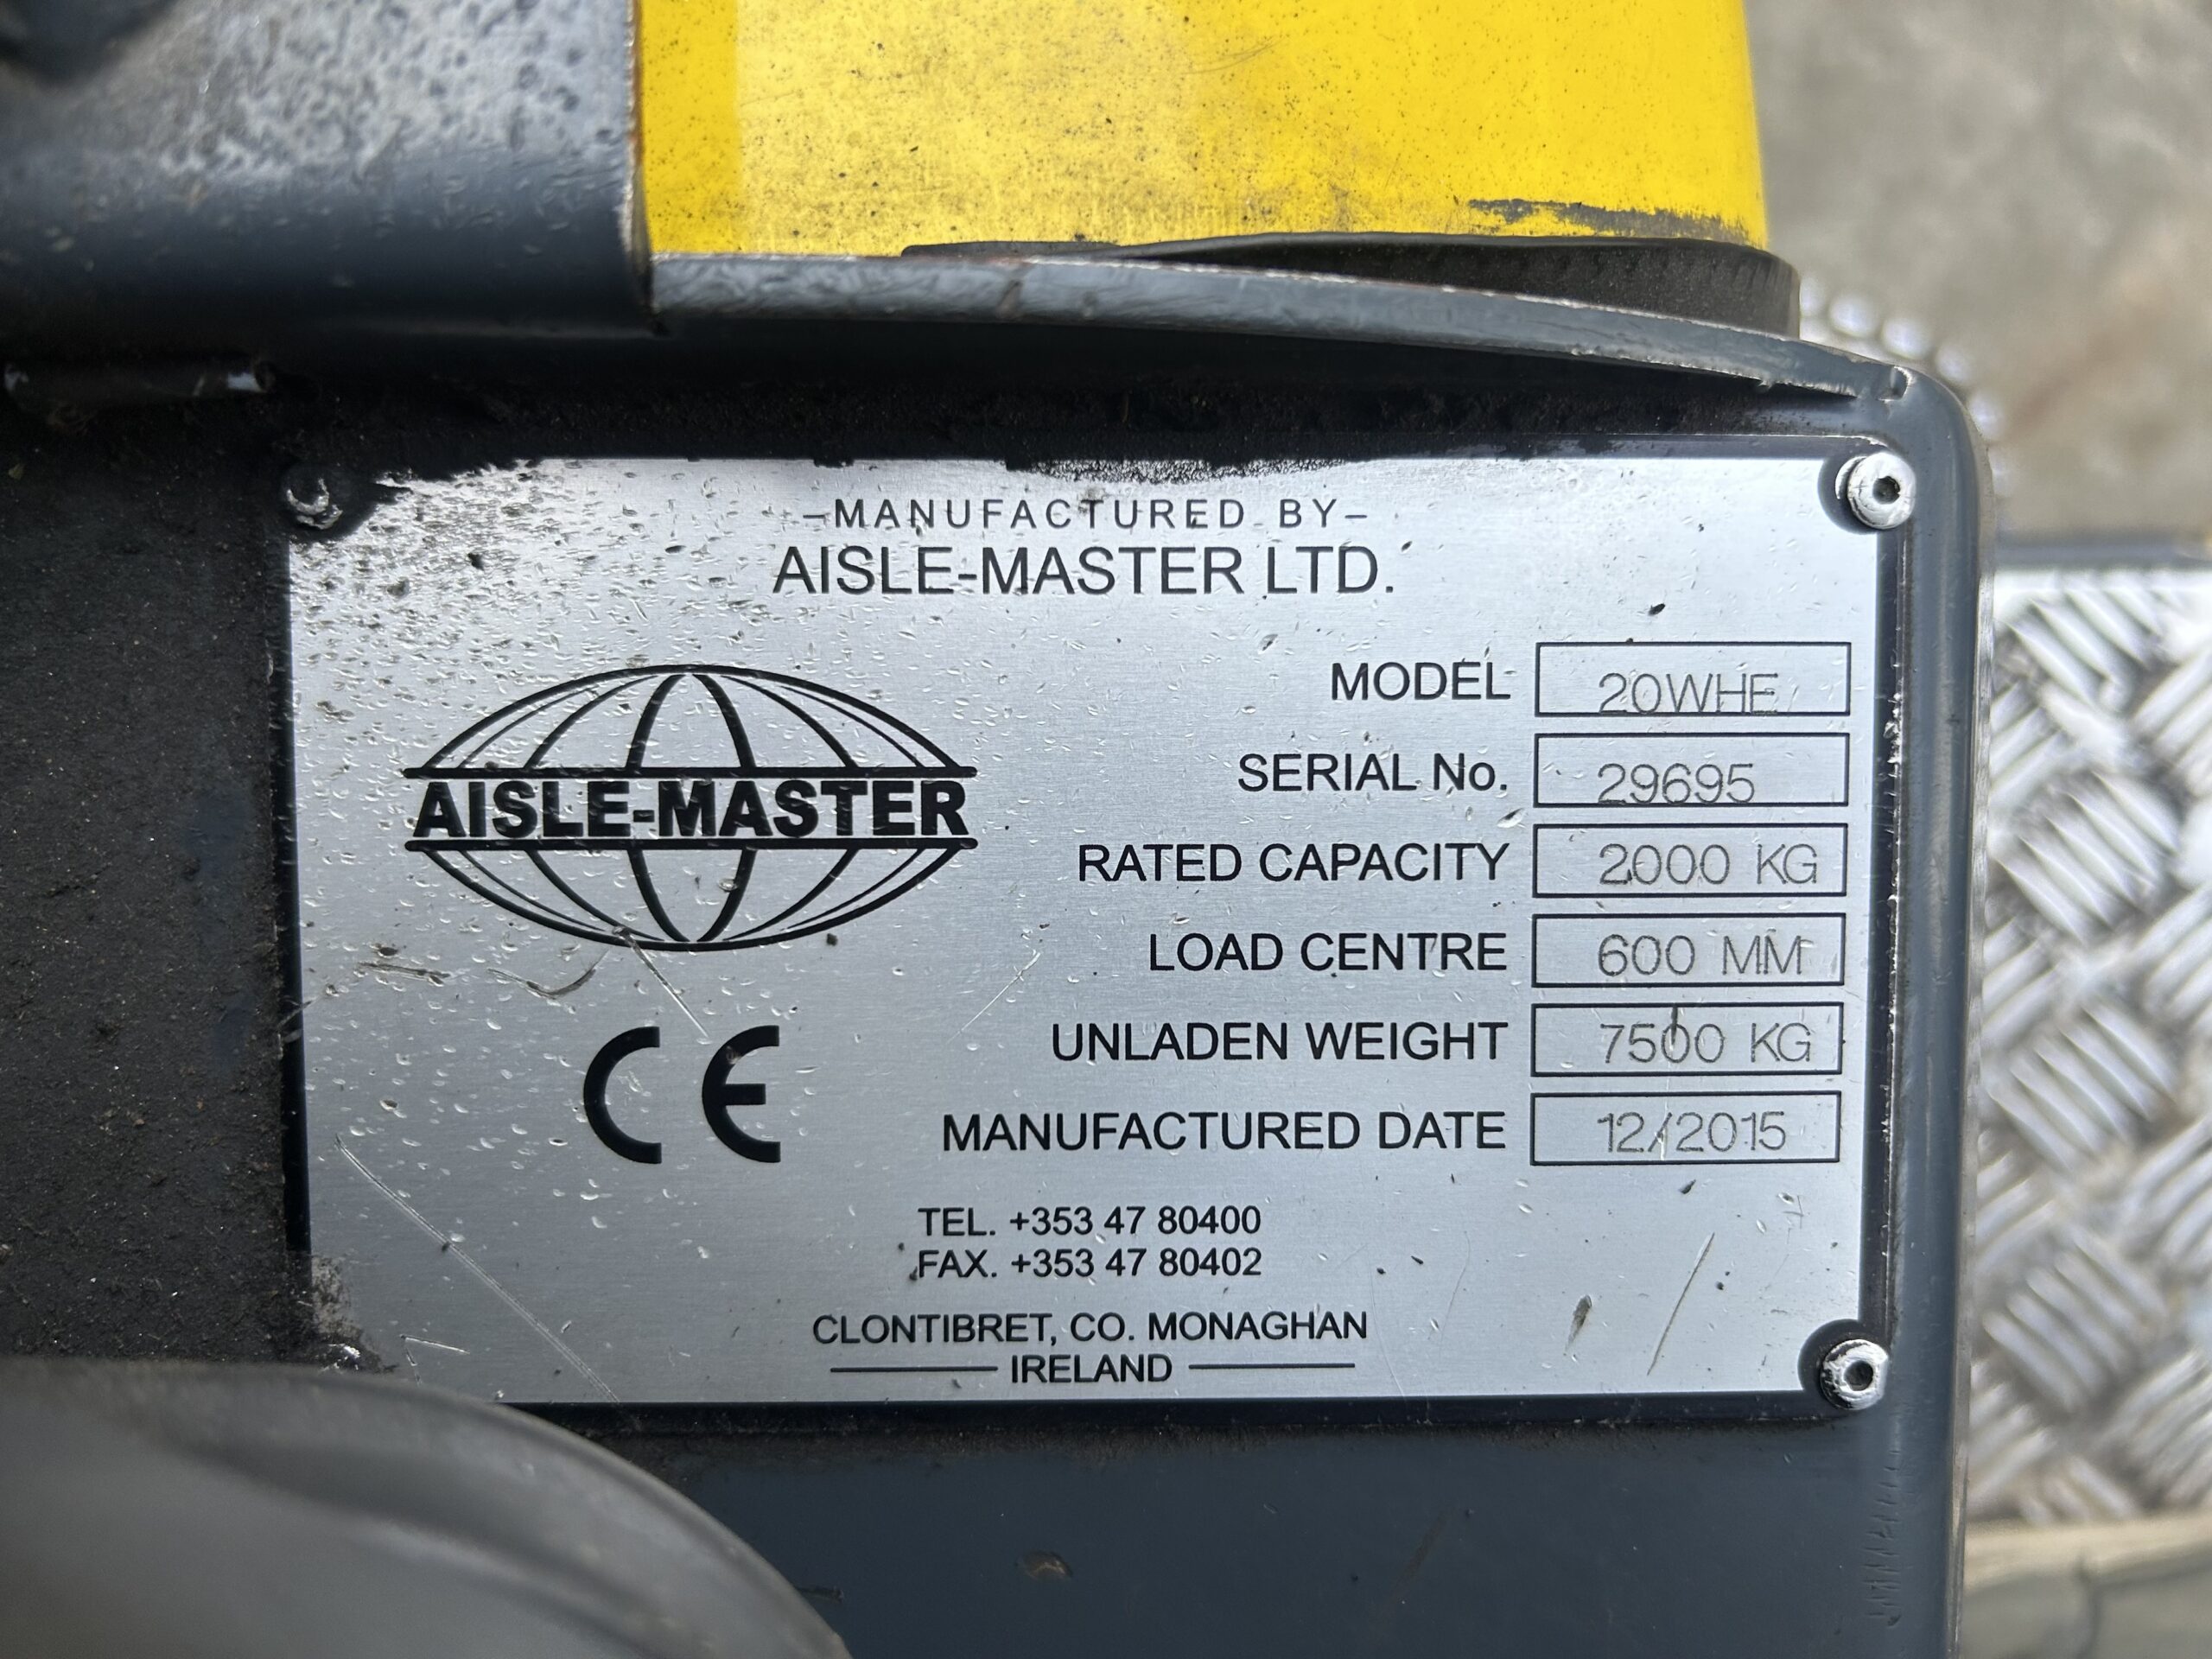 –MANUFACTURED BY–
AISLE-MASTER LTD.
AISLE-MASTER
CE
MODEL 20WHE
SERIAL No. 29695
RATED CAPACITY 2000 KG
LOAD CENTRE 600 MM
UNLADEN WEIGHT 7500 KG
MANUFACTURED DATE 12/2015
TEL. +353 47 80400
FAX. +353 47 80402
CLONTIBRET, CO. MONAGHAN
IRELAND